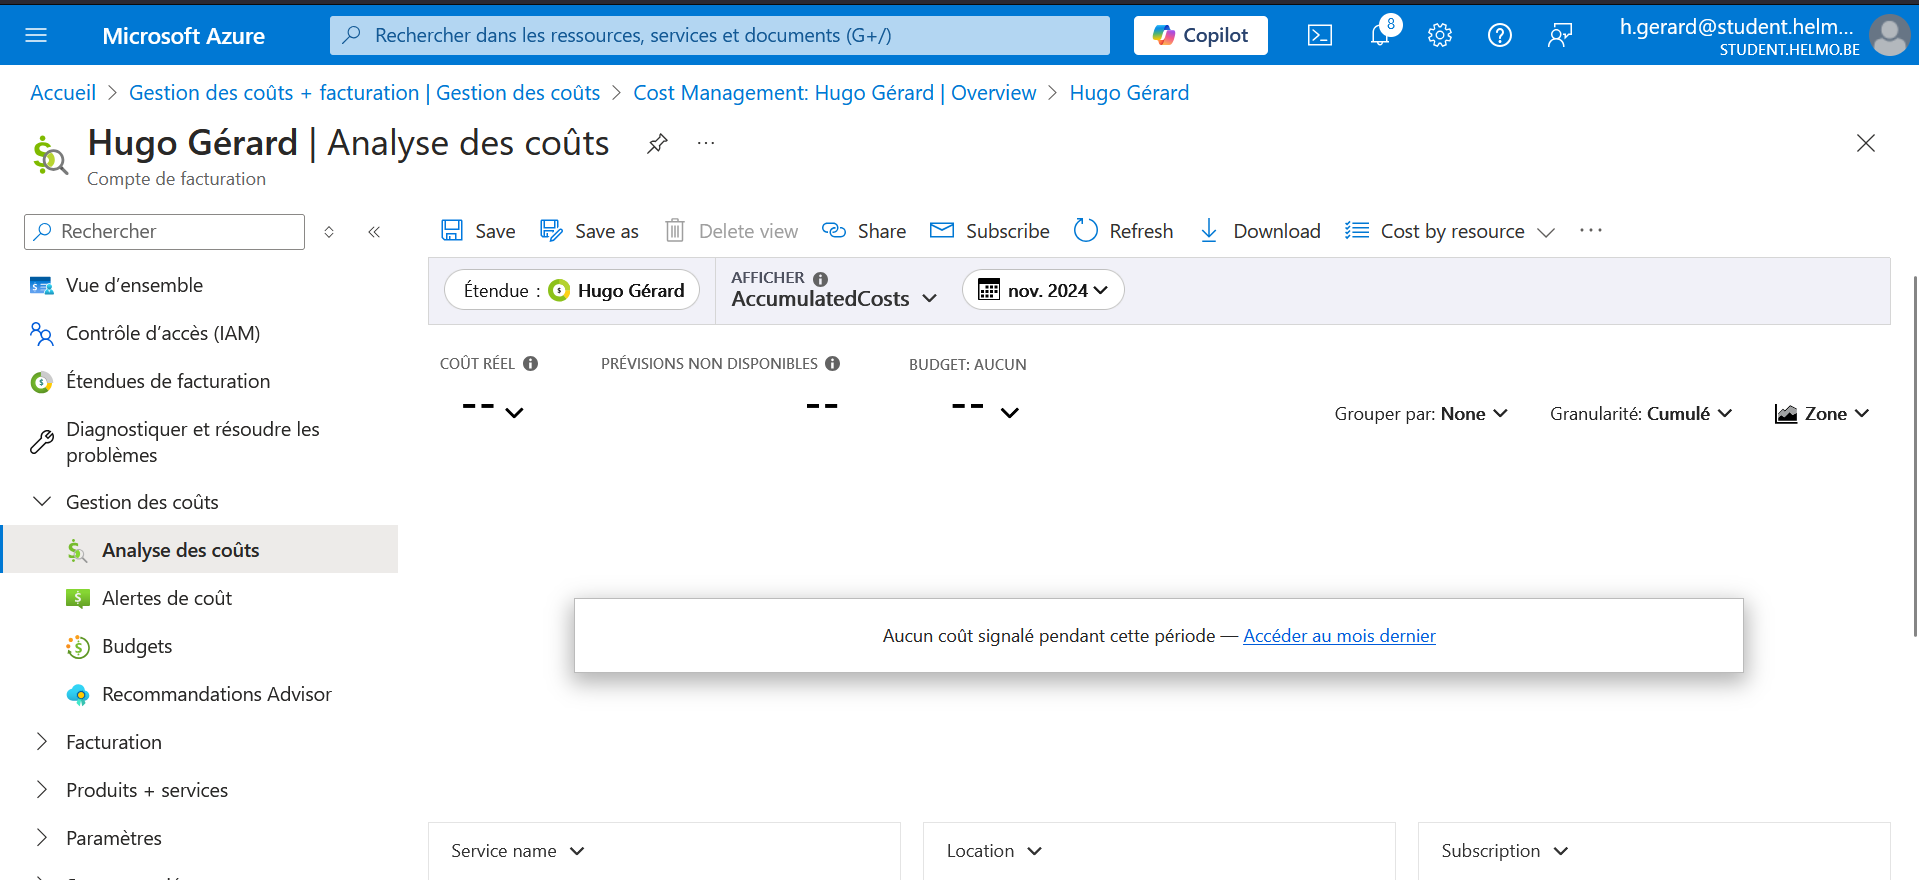 Microsoft Azure
Rechercher dans les ressources, services et documents (G+/)
Copilot
8
h.gerard@student.helm...
STUDENT.HELMO.BE
Accueil > Gestion des coûts + facturation | Gestion des coûts > Cost Management: Hugo Gérard | Overview > Hugo Gérard
Hugo Gérard | Analyse des coûts
Compte de facturation
Rechercher
Vue d’ensemble
Contrôle d’accès (IAM)
Étendues de facturation
Diagnostiquer et résoudre les
problèmes
Gestion des coûts
Analyse des coûts
Alertes de coût
Budgets
Recommandations Advisor
Facturation
Produits + services
Paramètres
Save
Save as
Delete view
Share
Subscribe
Refresh
Download
Cost by resource
Étendue : Hugo Gérard
AFFICHER
AccumulatedCosts
nov. 2024
COÛT RÉEL
--
PRÉVISIONS NON DISPONIBLES
--
BUDGET: AUCUN
--
Grouper par: None
Granularité: Cumulé
Zone
Aucun coût signalé pendant cette période — Accéder au mois dernier
Service name
Location
Subscription